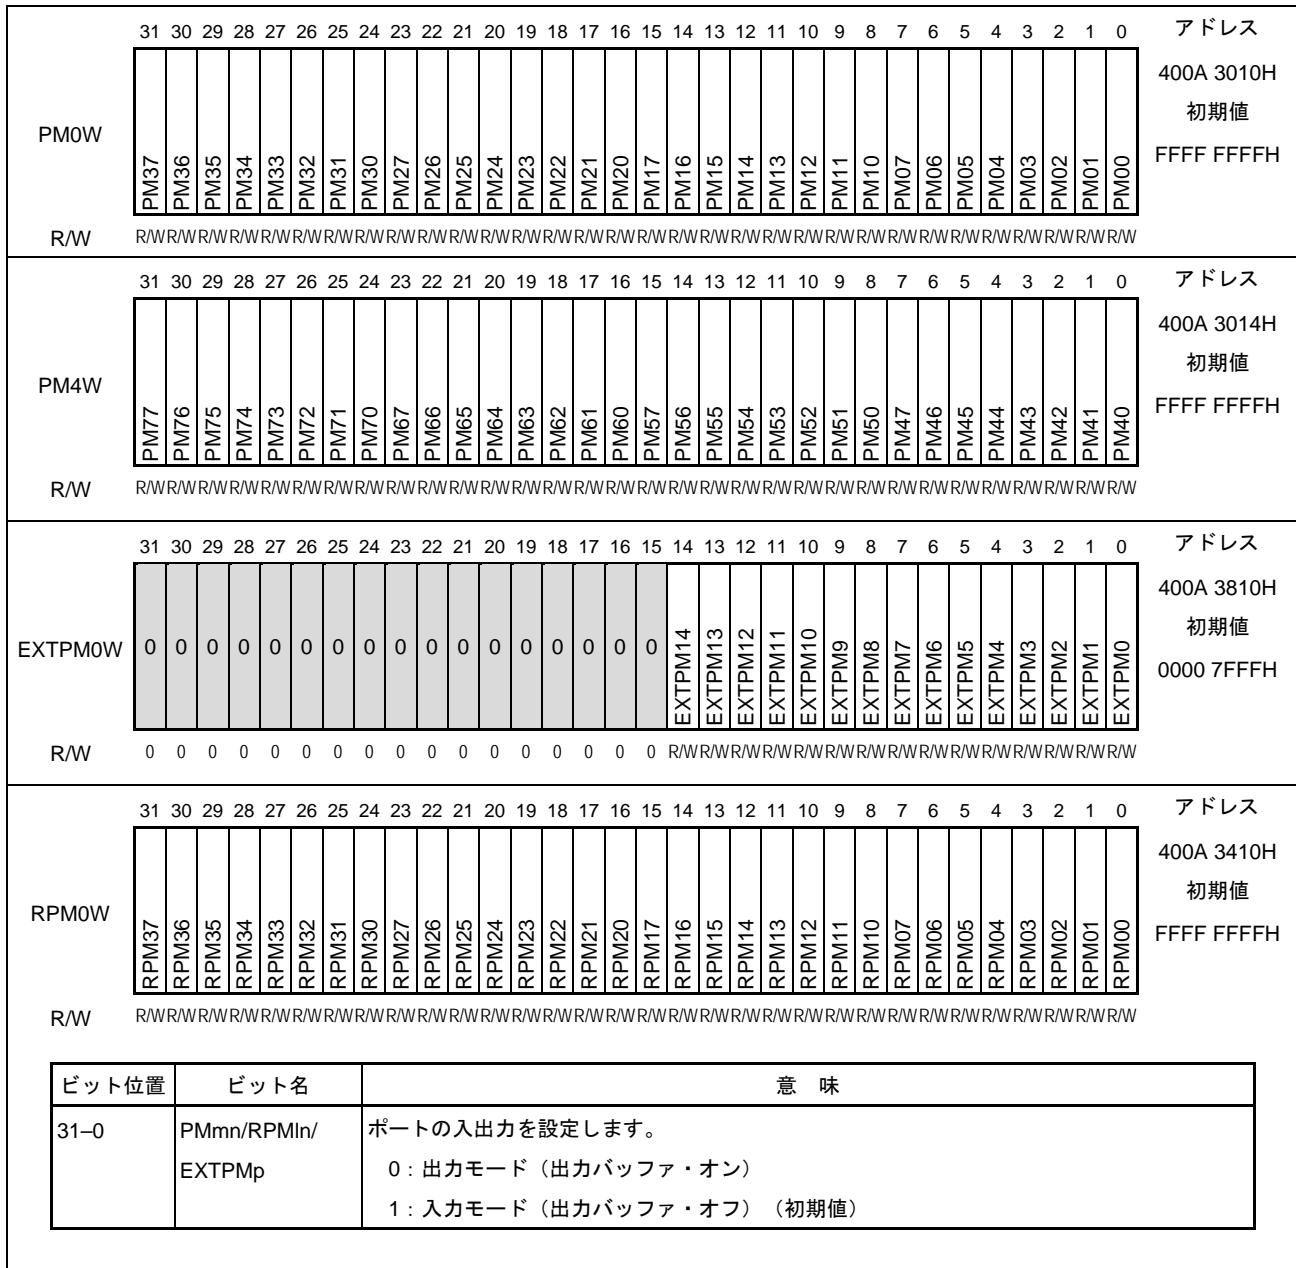 31 30 29 28 27 26 25 24 23 22 21 20 19 18 17 16 15 14 13 12 11 10 9 8 7 6 5 4 3 2 1 0 アドレス
400A 3010H
初期値
FFFF FFFFH
PM0W PM37 PM36 PM35 PM34 PM33 PM32 PM31 PM30 PM27 PM26 PM25 PM24 PM23 PM22 PM21 PM20 PM17 PM16 PM15 PM14 PM13 PM12 PM11 PM10 PM07 PM06 PM05 PM04 PM03 PM02 PM01 PM00
R/W R/W R/W R/W R/W R/W R/W R/W R/W R/W R/W R/W R/W R/W R/W R/W R/W R/W R/W R/W R/W R/W R/W R/W R/W R/W R/W R/W R/W R/W R/W R/W R/W
31 30 29 28 27 26 25 24 23 22 21 20 19 18 17 16 15 14 13 12 11 10 9 8 7 6 5 4 3 2 1 0 アドレス
400A 3014H
初期値
FFFF FFFFH
PM4W PM77 PM76 PM75 PM74 PM73 PM72 PM71 PM70 PM67 PM66 PM65 PM64 PM63 PM62 PM61 PM60 PM57 PM56 PM55 PM54 PM53 PM52 PM51 PM50 PM47 PM46 PM45 PM44 PM43 PM42 PM41 PM40
R/W R/W R/W R/W R/W R/W R/W R/W R/W R/W R/W R/W R/W R/W R/W R/W R/W R/W R/W R/W R/W R/W R/W R/W R/W R/W R/W R/W R/W R/W R/W R/W R/W
31 30 29 28 27 26 25 24 23 22 21 20 19 18 17 16 15 14 13 12 11 10 9 8 7 6 5 4 3 2 1 0 アドレス
400A 3810H
初期値
0000 7FFFH
EXTPM0W 0 0 0 0 0 0 0 0 0 0 0 0 0 0 0 0 0 EXTPM14 EXTPM13 EXTPM12 EXTPM11 EXTPM10 EXTPM9 EXTPM8 EXTPM7 EXTPM6 EXTPM5 EXTPM4 EXTPM3 EXTPM2 EXTPM1 EXTPM0
R/W 0 0 0 0 0 0 0 0 0 0 0 0 0 0 0 0 0 R/W R/W R/W R/W R/W R/W R/W R/W R/W R/W R/W R/W R/W R/W R/W
31 30 29 28 27 26 25 24 23 22 21 20 19 18 17 16 15 14 13 12 11 10 9 8 7 6 5 4 3 2 1 0 アドレス
400A 3410H
初期値
FFFF FFFFH
RPM0W RPM37 RPM36 RPM35 RPM34 RPM33 RPM32 RPM31 RPM30 RPM27 RPM26 RPM25 RPM24 RPM23 RPM22 RPM21 RPM20 RPM17 RPM16 RPM15 RPM14 RPM13 RPM12 RPM11 RPM10 RPM07 RPM06 RPM05 RPM04 RPM03 RPM02 RPM01 RPM00
R/W R/W R/W R/W R/W R/W R/W R/W R/W R/W R/W R/W R/W R/W R/W R/W R/W R/W R/W R/W R/W R/W R/W R/W R/W R/W R/W R/W R/W R/W R/W R/W R/W
ビット位置 ビット名 意 味
31–0 PMmn/RPMln/ ポートの入出力を設定します。
EXTPMp 0：出力モード（出力バッファ・オン）
1：入力モード（出力バッファ・オフ）（初期値）